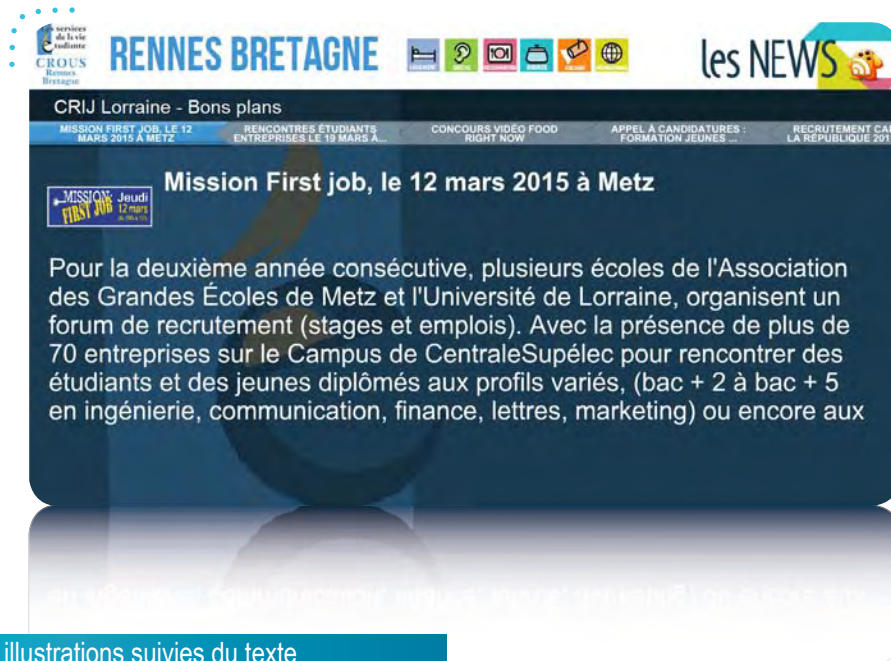 les services
de la vie
étudiante
CROUS
Rennes
Bretagne
RENNES BRETAGNE
les NEWS
CRIJ Lorraine - Bons plans
MISSION FIRST JOB, LE 12
MARS 2015 À METZ
RENCONTRES ÉTUDIANTS
ENTREPRISES LE 19 MARS À...
CONCOURS VIDÉO FOOD
RIGHT NOW
APPEL À CANDIDATURES :
FORMATION JEUNES ...
RECRUTEMENT
LA RÉPUBLIQUE
MISSION
FIRST JOB
Jeudi
12 mars
Mission First job, le 12 mars 2015 à Metz
Pour la deuxième année consécutive, plusieurs écoles de l'Association
des Grandes Écoles de Metz et l'Université de Lorraine, organisent un
forum de recrutement (stages et emplois). Avec la présence de plus de
70 entreprises sur le Campus de CentraleSupélec pour rencontrer des
étudiants et des jeunes diplômés aux profils variés, (bac + 2 à bac + 5
en ingénierie, communication, finance, lettres, marketing) ou encore aux
illustrations suivies du texte